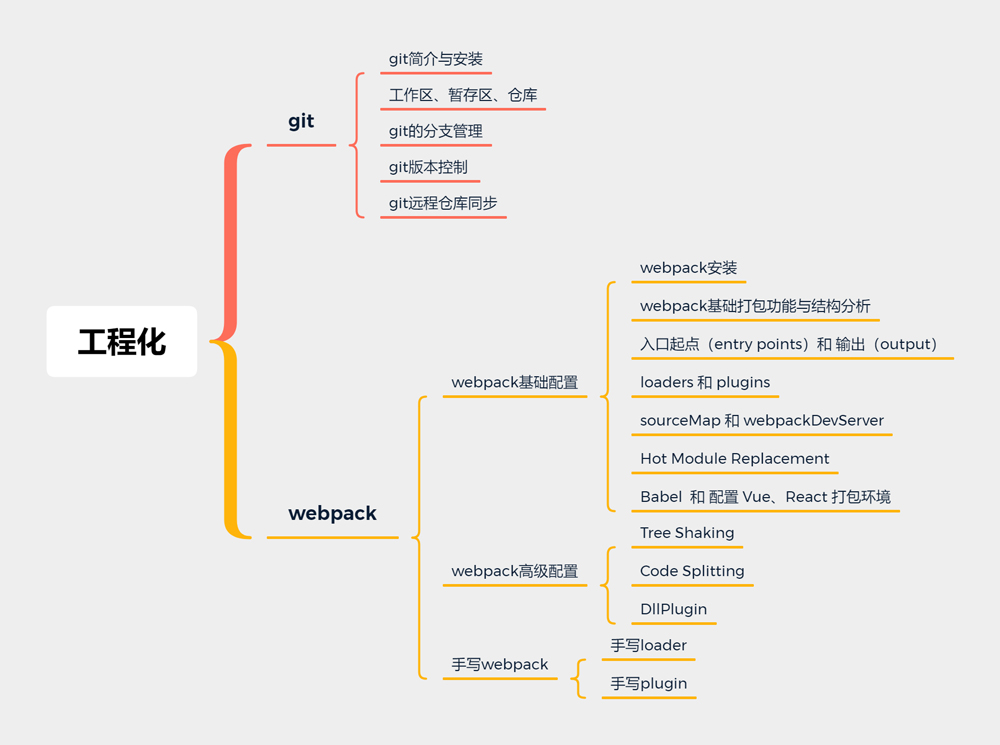 工程化
git
git简介与安装
工作区、暂存区、仓库
git的分支管理
git版本控制
git远程仓库同步
webpack
webpack基础配置
webpack安装
webpack基础打包功能与结构分析
入口起点（entry points）和 输出（output）
loaders 和 plugins
sourceMap 和 webpackDevServer
Hot Module Replacement
Babel 和 配置 Vue、React 打包环境
webpack高级配置
Tree Shaking
Code Splitting
DllPlugin
手写webpack
手写loader
手写plugin